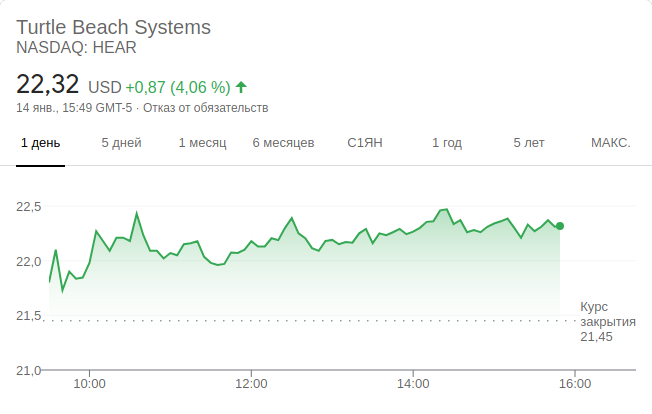 Turtle Beach Systems
NASDAQ: HEAR
22,32 USD +0,87 (4,06 %)
14 янв., 15:49 GMT-5 · Отказ от обязательств
1 день 5 дней 1 месяц 6 месяцев С1ЯН 1 год 5 лет МАКС.
22,5
22,0
21,5
Курс
закрытия
21,45
21,0
10:00 12:00 14:00 16:00